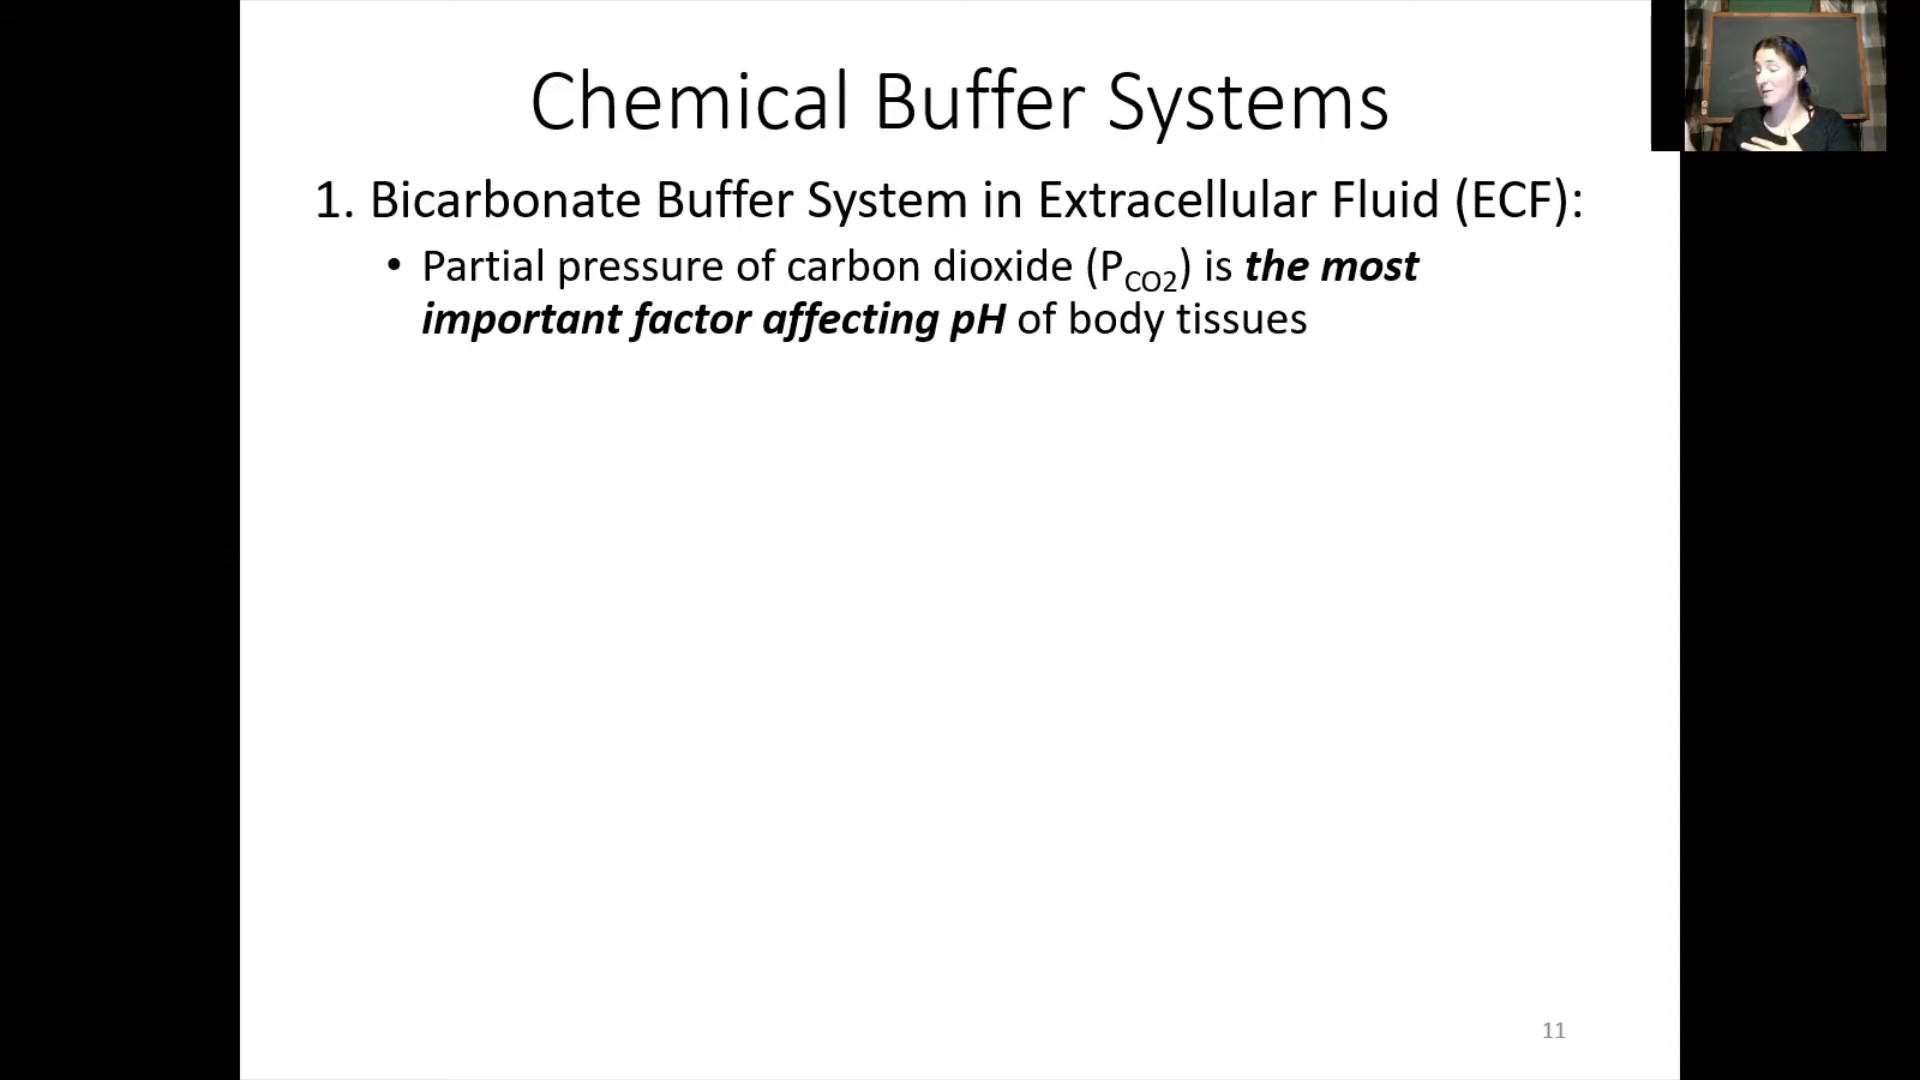 Chemical Buffer Systems
1. Bicarbonate Buffer System in Extracellular Fluid (ECF):
• Partial pressure of carbon dioxide (PCO2) is the most
important factor affecting pH of body tissues
11